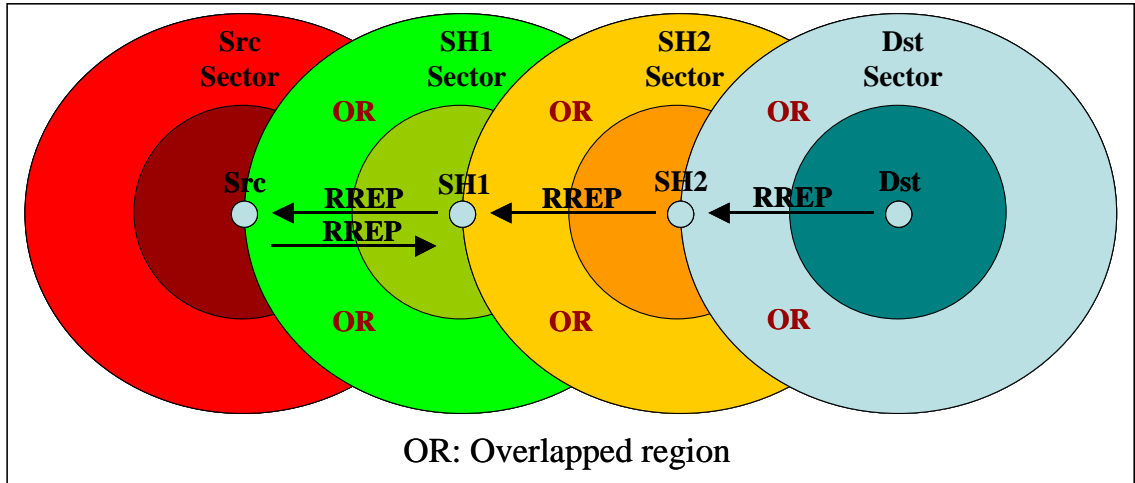 Src
Sector
SH1
Sector
SH2
Sector
Dst
Sector
OR
OR
OR
Src
SH1
SH2
Dst
RREP
RREP
RREP
RREP
OR
OR
OR
OR: Overlapped region